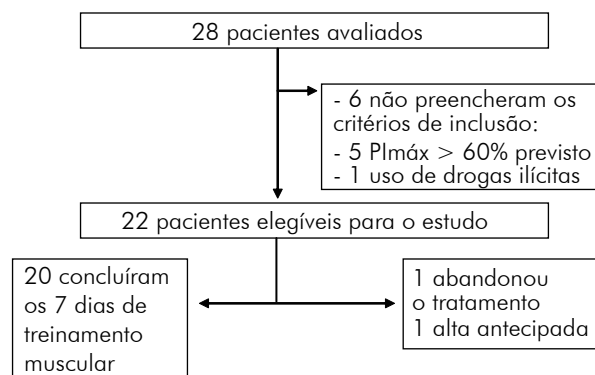 28 pacientes avaliados
- 6 não preencheram os
critérios de inclusão:
- 5 PImáx > 60% previsto
- 1 uso de drogas ilícitas
22 pacientes elegíveis para o estudo
20 concluíram
os 7 dias de
treinamento
muscular
1 abandonou
o tratamento
1 alta antecipada